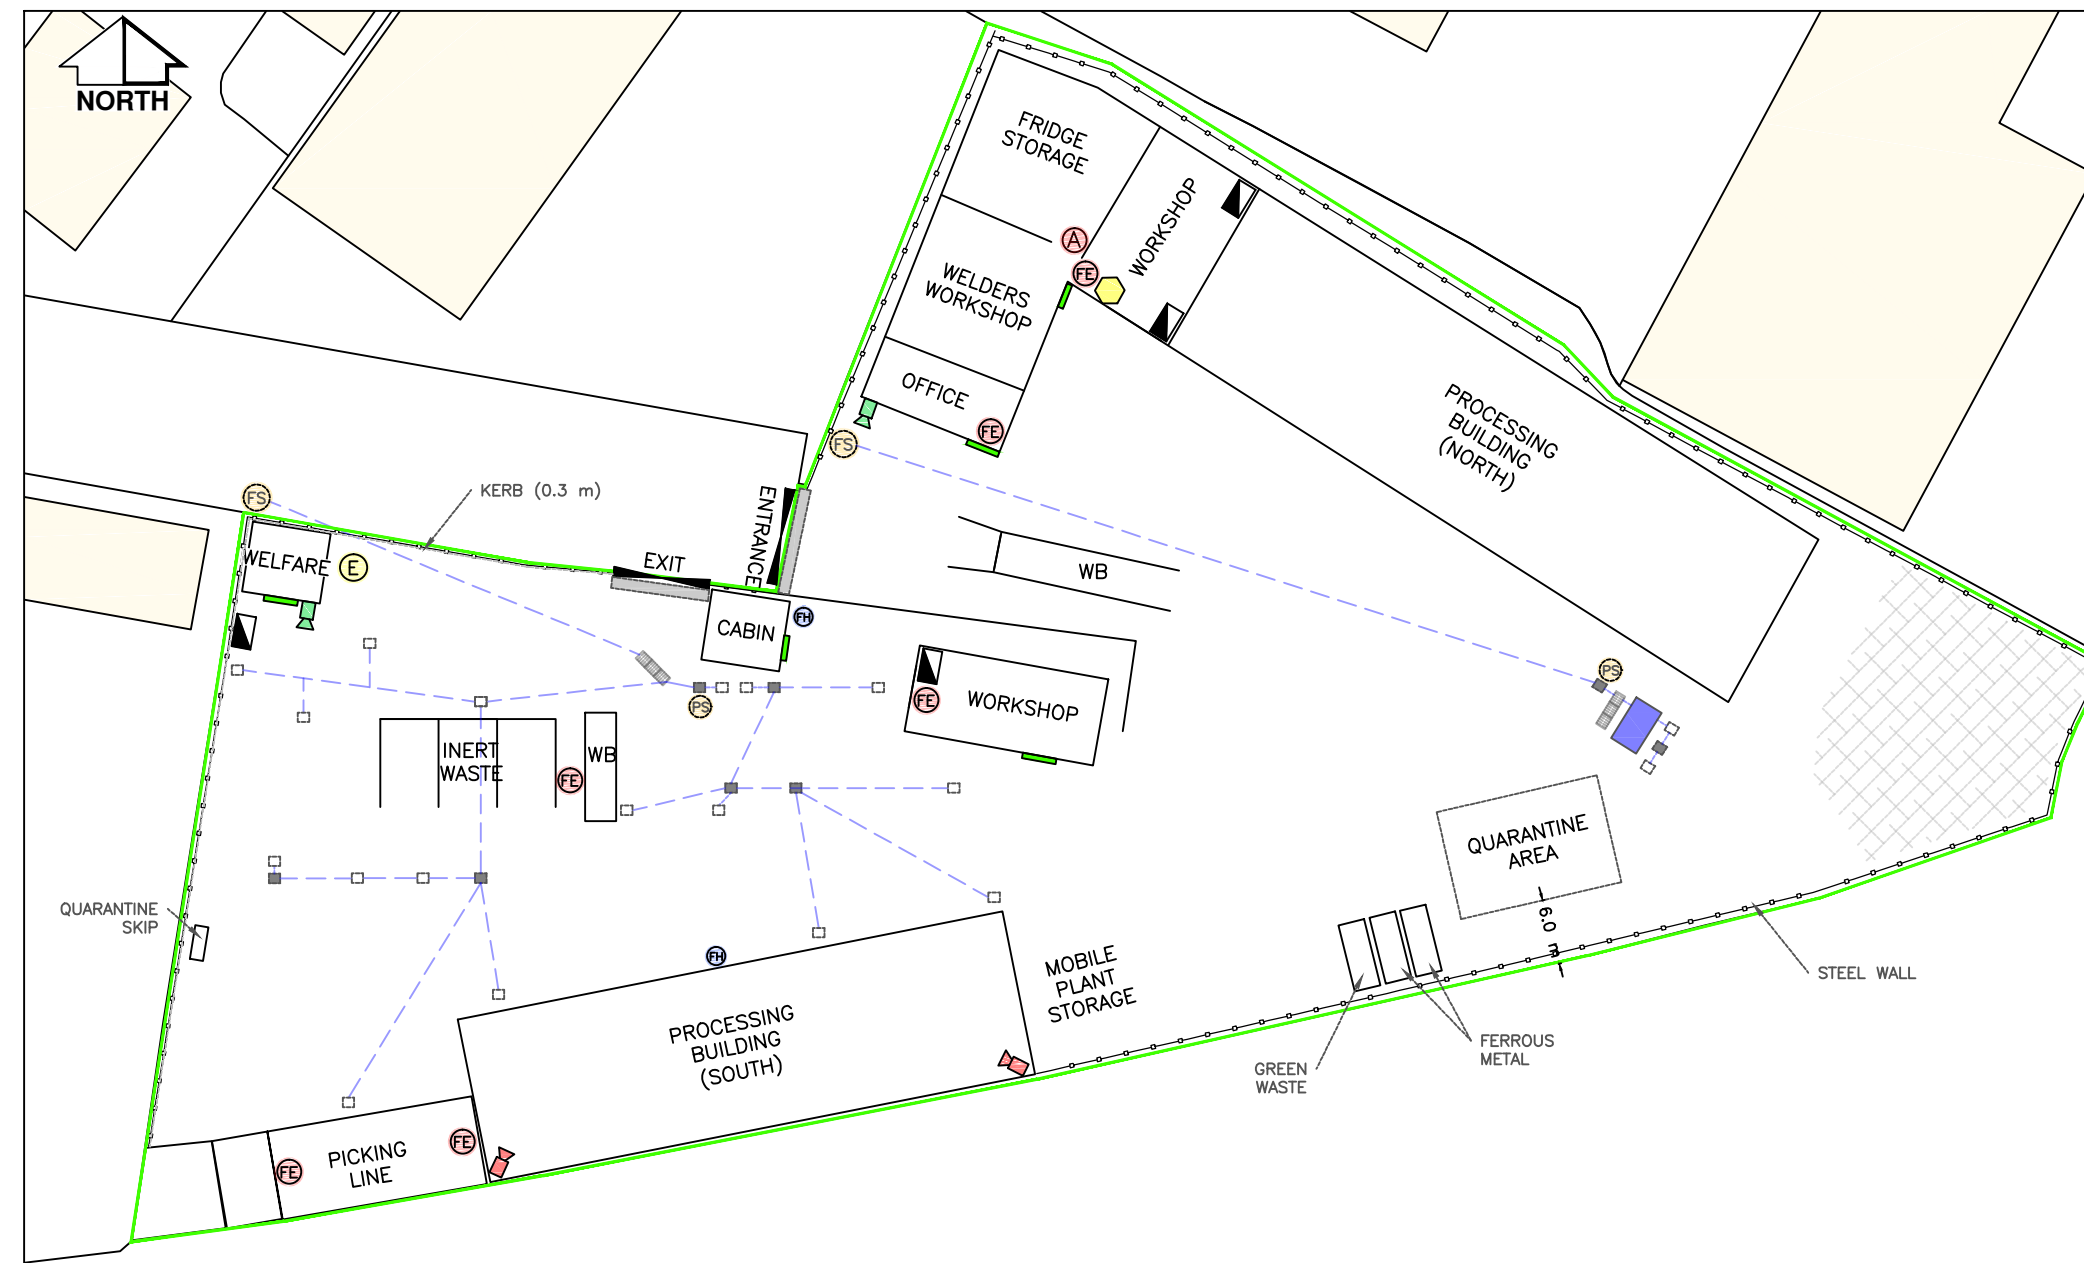 NORTH
FRIDGE
STORAGE
WORKSHOP
A
FE
WELDERS
WORKSHOP
OFFICE
FE
FS
PROCESSING
BUILDING
(NORTH)
KERB (0.3 m)
FS
ENTRANCE
EXIT
WELFARE
E
WB
CABIN
FH
PS
PS
FE
WORKSHOP
INERT
WASTE
FE
WB
QUARANTINE
AREA
6.0 m
QUARANTINE
SKIP
FH
MOBILE
PLANT
STORAGE
STEEL WALL
PROCESSING
BUILDING
(SOUTH)
GREEN
WASTE
FERROUS
METAL
FE
PICKING
LINE
FE